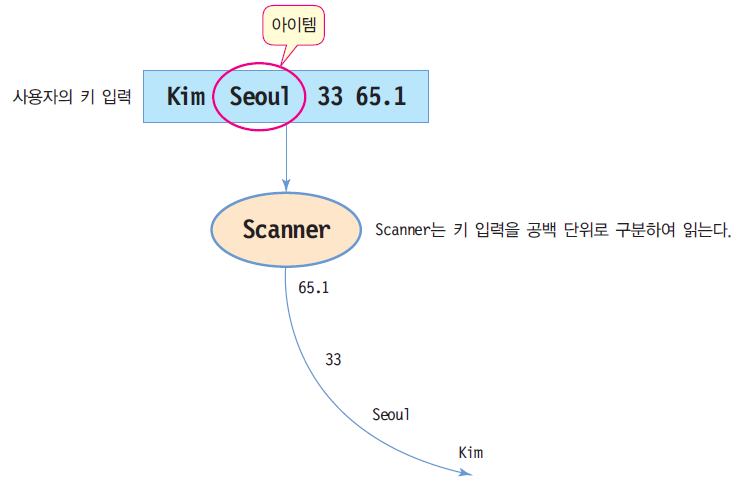 아이템
사용자의 키 입력
Kim Seoul 33 65.1
Scanner
Scanner는 키 입력을 공백 단위로 구분하여 읽는다.
65.1
33
Seoul
Kim